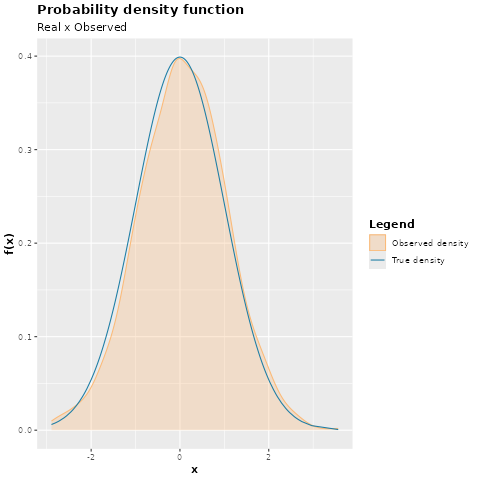 Probability density function
Real x Observed
0.4
0.3
0.2
0.1
0.0
f(x)
-2
0
2
x
Legend
Observed density
True density